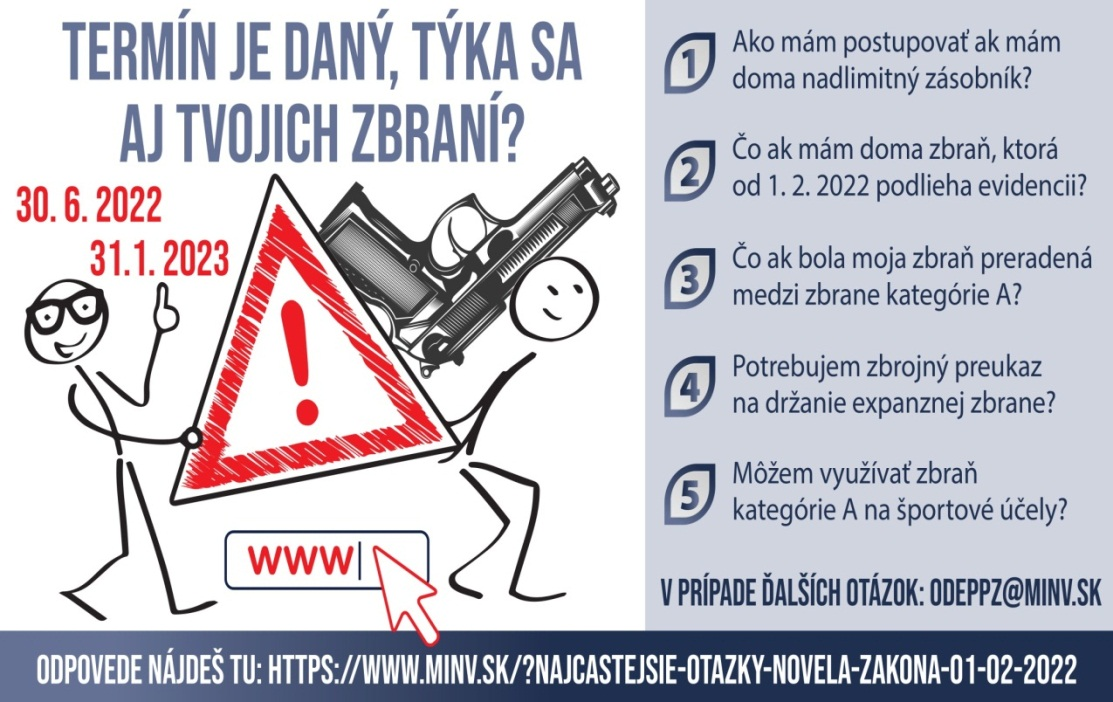 TERMÍN JE DANÝ, TÝKA SA
AJ TVOJICH ZBRANÍ?
30. 6. 2022
31.1. 2023
WWW
1
Ako mám postupovať ak mám
doma nadlimitný zásobník?
2
Čo ak mám doma zbraň, ktorá
od 1. 2. 2022 podlieha evidencii?
3
Čo ak bola moja zbraň preradená
medzi zbrane kategórie A?
4
Potrebujem zbrojný preukaz
na držanie expanznej zbrane?
5
Môžem využívať zbraň
kategórie A na športové účely?
V PRÍPADE ĎALŠÍCH OTÁZOK: ODEPPZ@MINV.SK
ODPOVEDE NÁJDEŠ TU: HTTPS://WWW.MINV.SK/?NAJCASTEJSIE-OTAZKY-NOVELA-ZAKONA-01-02-2022